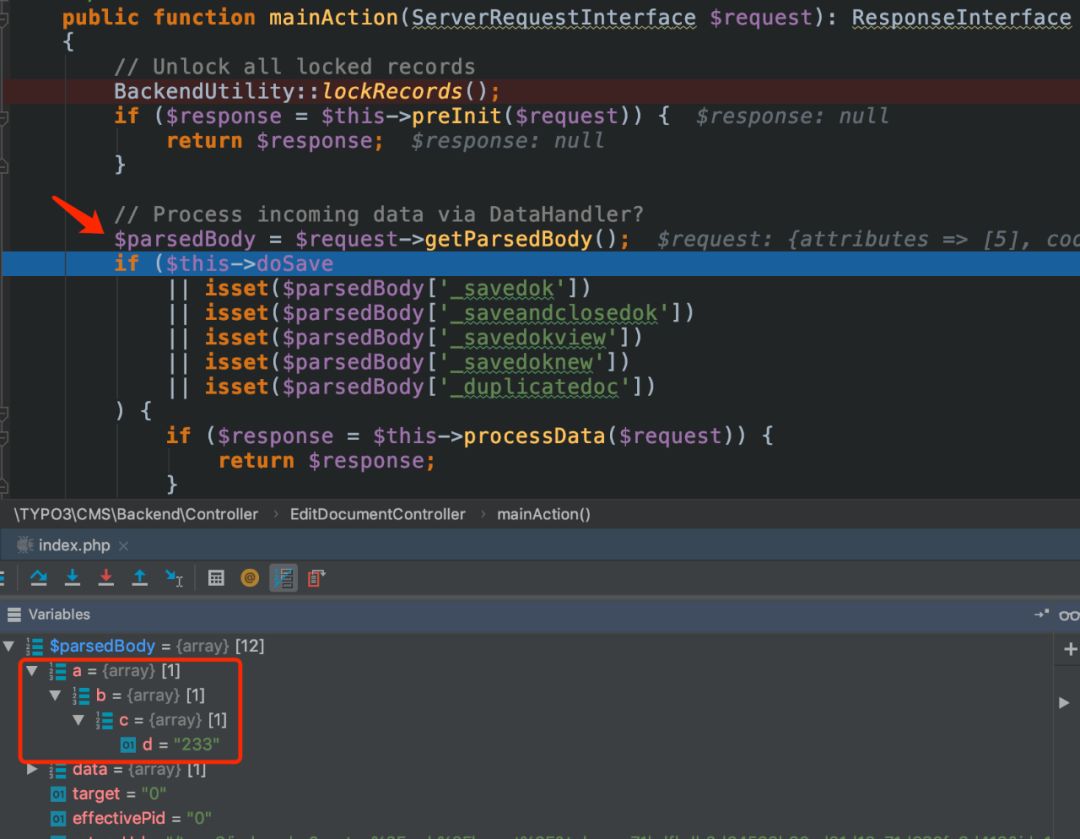 public function mainAction(ServerRequestInterface $request): ResponseInterface
{
// Unlock all locked records
BackendUtility::lockRecords();
if ($response = $this->preInit($request)) { $response: null
return $response; $response: null
}
// Process incoming data via DataHandler?
$parsedBody = $request->getParsedBody(); $request: {attributes => [5], coo
if ($this->doSave
|| isset($parsedBody['_savedok'])
|| isset($parsedBody['_saveandclosedok'])
|| isset($parsedBody['_savedokview'])
|| isset($parsedBody['_savedoknew'])
|| isset($parsedBody['_duplicatedoc'])
) {
if ($response = $this->processData($request)) {
return $response;
}
\TYPO3\CMS\Backend\Controller › EditDocumentController › mainAction()
index.php ×
Variables
$parsedBody = {array} [12]
a = {array} [1]
b = {array} [1]
c = {array} [1]
d = "233"
data = {array} [1]
target = "0"
effectivePid = "0"